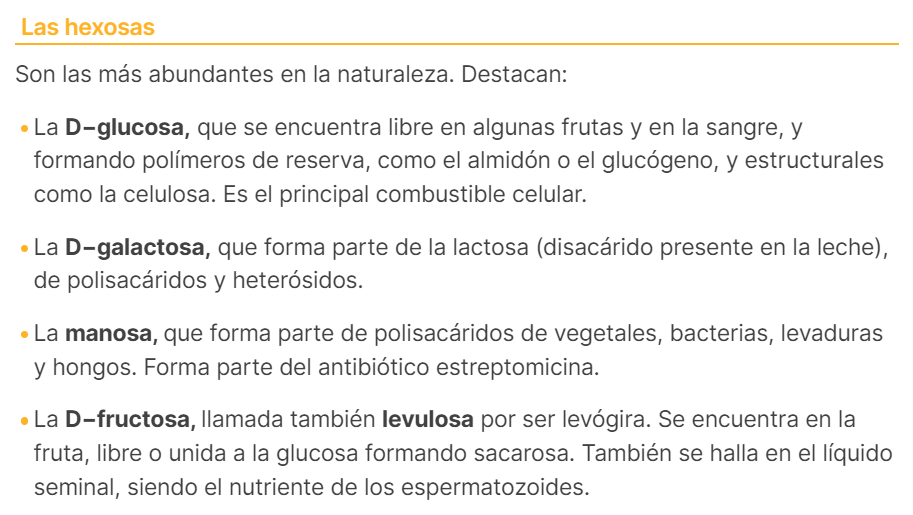 Las hexosas
Son las más abundantes en la naturaleza. Destacan:
• La D–glucosa, que se encuentra libre en algunas frutas y en la sangre, y
formando polímeros de reserva, como el almidón o el glucógeno, y estructurales
como la celulosa. Es el principal combustible celular.
• La D–galactosa, que forma parte de la lactosa (disacárido presente en la leche),
de polisacáridos y heterósidos.
• La manosa, que forma parte de polisacáridos de vegetales, bacterias, levaduras
y hongos. Forma parte del antibiótico estreptomicina.
• La D–fructosa, llamada también levulosa por ser levógira. Se encuentra en la
fruta, libre o unida a la glucosa formando sacarosa. También se halla en el líquido
seminal, siendo el nutriente de los espermatozoides.